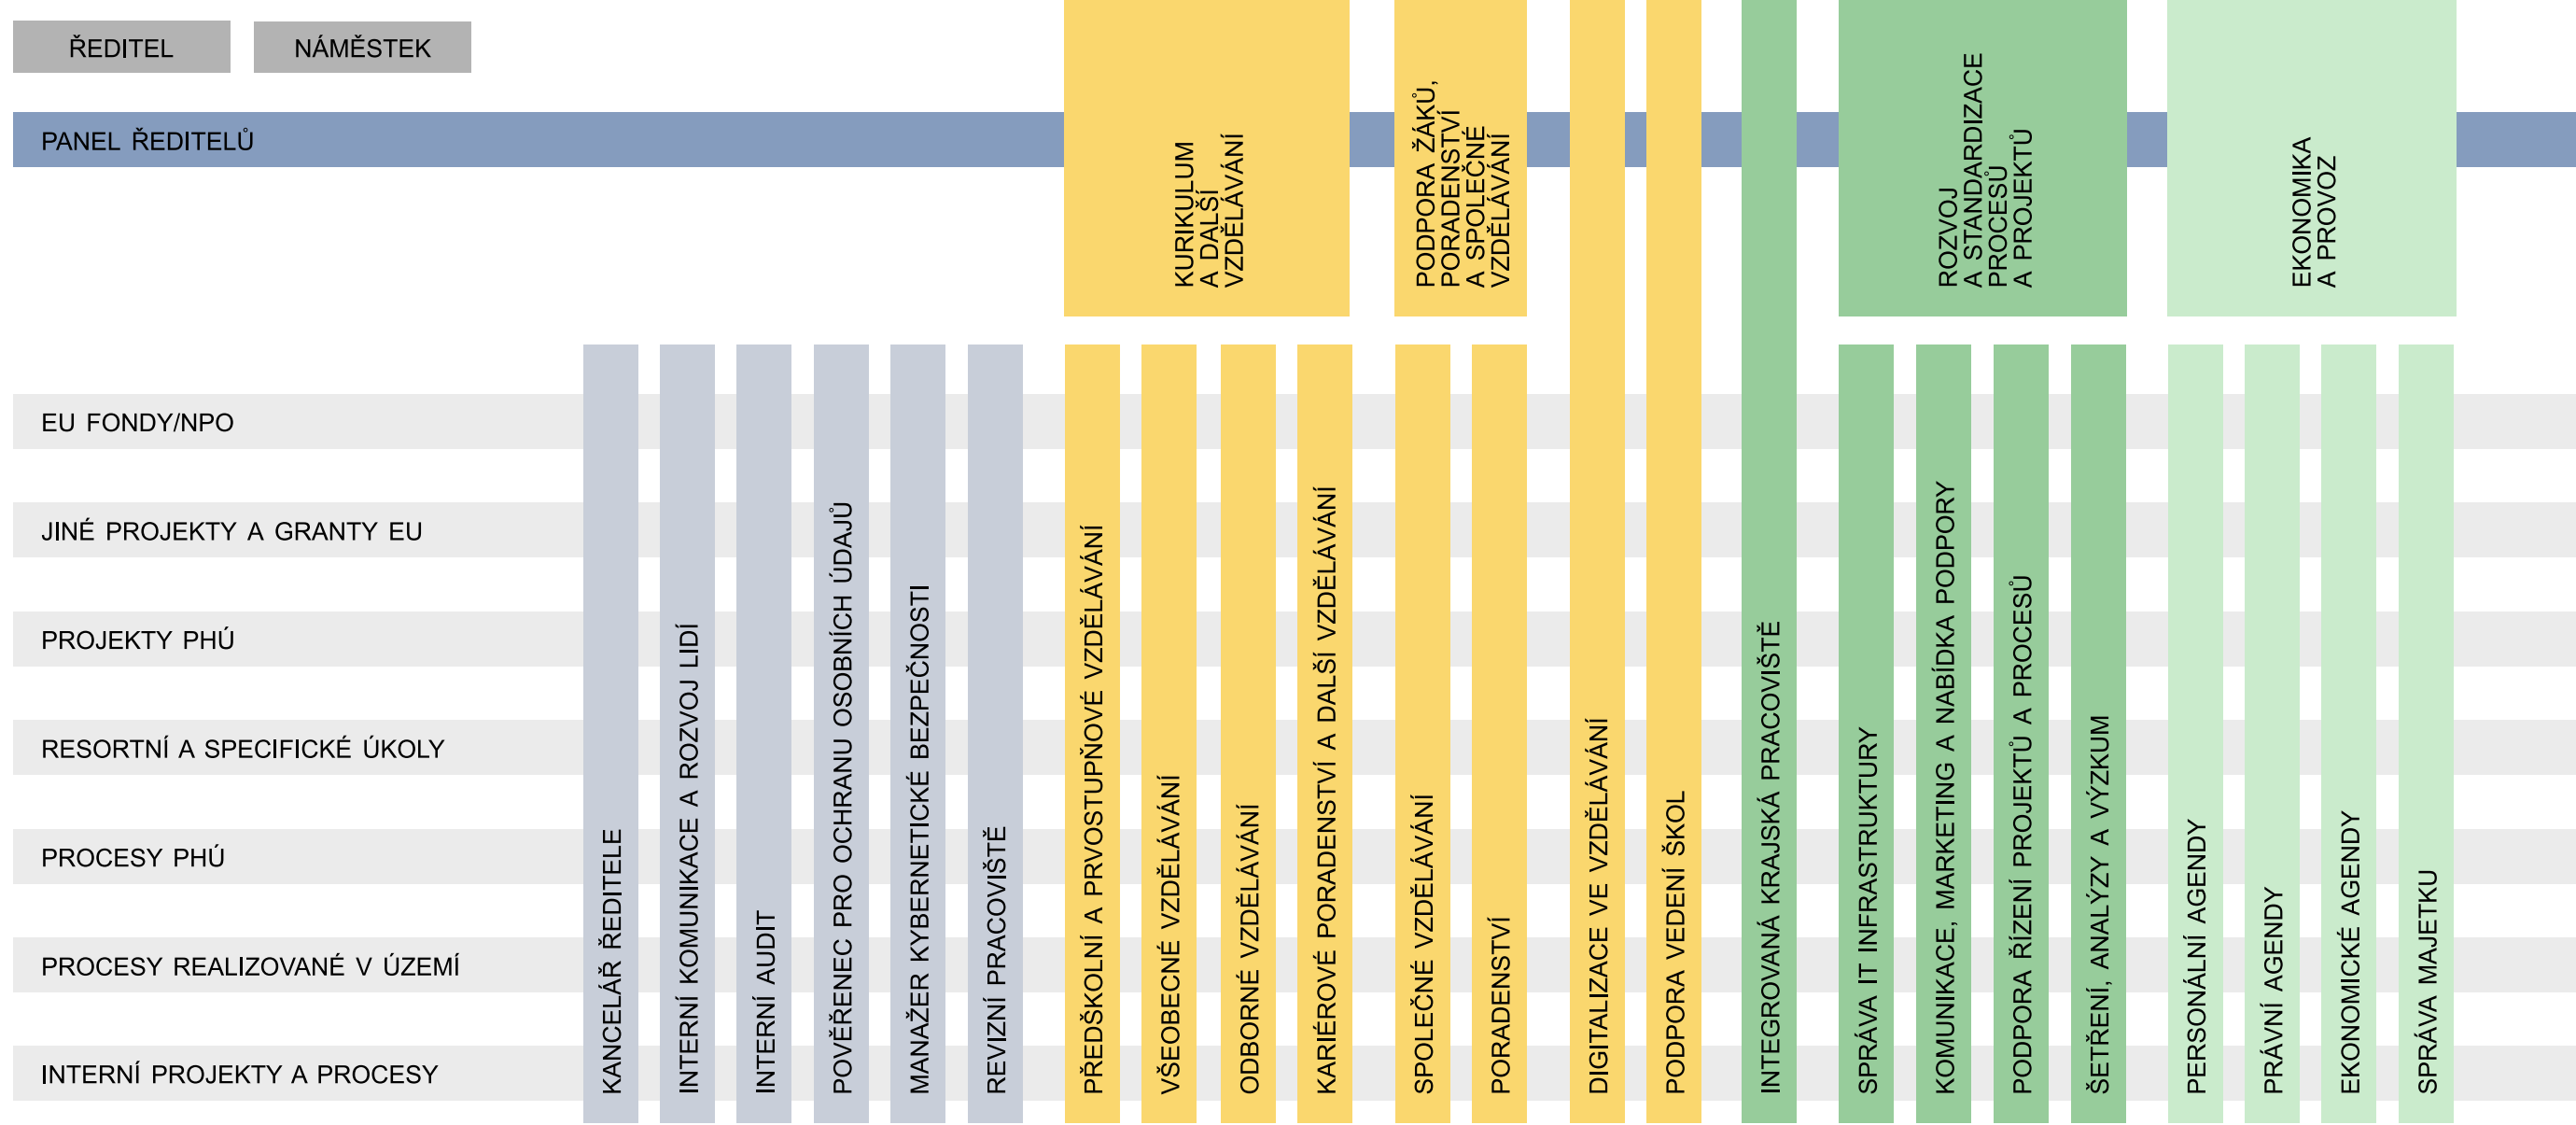 ŘEDITEL
NÁMĚSTEK
PANEL ŘEDITELŮ
KURIKULUM
A DALŠÍ
VZDĚLÁVÁNÍ
PODPORA ŽÁKŮ,
PORADENSTVÍ
A SPOLEČNÉ
VZDĚLÁVÁNÍ
ROZVOJ
A STANDARDIZACE
PROCESŮ
A PROJEKTŮ
EKONOMIKA
A PROVOZ
EU FONDY/NPO
JINÉ PROJEKTY A GRANTY EU
PROJEKTY PHÚ
RESORTNÍ A SPECIFICKÉ ÚKOLY
PROCESY PHÚ
PROCESY REALIZOVANÉ V ÚZEMÍ
INTERNÍ PROJEKTY A PROCESY
KANCELÁŘ ŘEDITELE
INTERNÍ KOMUNIKACE A ROZVOJ LIDÍ
INTERNÍ AUDIT
POVĚŘENEC PRO OCHRANU OSOBNÍCH ÚDAJŮ
MANAŽER KYBERNETICKÉ BEZPEČNOSTI
REVIZNÍ PRACOVIŠTĚ
PŘEDŠKOLNÍ A PRVOSTUPŇOVÉ VZDĚLÁVÁNÍ
VŠEOBECNÉ VZDĚLÁVÁNÍ
ODBORNÉ VZDĚLÁVÁNÍ
KARIÉROVÉ PORADENSTVÍ A DALŠÍ VZDĚLÁVÁNÍ
SPOLEČNÉ VZDĚLÁVÁNÍ
PORADENSTVÍ
DIGITALIZACE VE VZDĚLÁVÁNÍ
PODPORA VEDENÍ ŠKOL
INTEGROVANÁ KRAJSKÁ PRACOVIŠTĚ
SPRÁVA IT INFRASTRUKTURY
KOMUNIKACE, MARKETING A NABÍDKA PODPORY
PODPORA ŘÍZENÍ PROJEKTŮ A PROCESŮ
ŠETŘENÍ, ANALÝZY A VÝZKUM
PERSONÁLNÍ AGENDY
PRÁVNÍ AGENDY
EKONOMICKÉ AGENDY
SPRÁVA MAJETKU